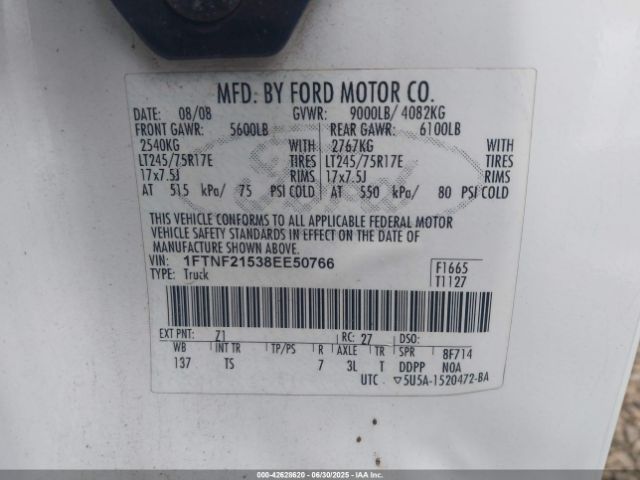 MFD. BY FORD MOTOR CO.
DATE: 08/08 GVWR: 9000LB/ 4082KG
FRONT GAWR: 5600LB REAR GAWR: 6100LB
2540KG WITH 2767KG WITH
LT245/75R17E TIRES LT245/75R17E TIRES
17x7.5J RIMS 17x7.5J RIMS
AT 515 kPa/ 75 PSI COLD AT 550 kPa/ 80 PSI COLD
THIS VEHICLE CONFORMS TO ALL APPLICABLE FEDERAL MOTOR
VEHICLE SAFETY STANDARDS IN EFFECT ON THE DATE OF
MANUFACTURE SHOWN ABOVE.
VIN: 1FTNF21538EE50766 F1665
TYPE: Truck T1127
EXT PNT: Z1 RC: 27 DSO:
WB INT TR TP/PS R AXLE TR SPR 8F714
137 TS 7 3L T DDPP N0A
UTC ▽5U5A-1520472-BA
000-42628620 - 06/30/2025 - IAA Inc.